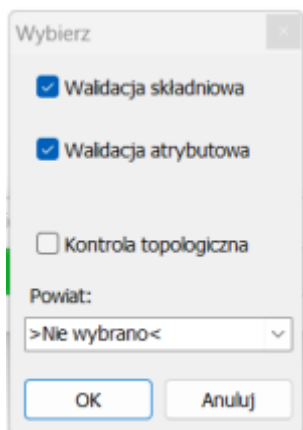 Wybierz
Walidacja składniowa
Walidacja atrybutowa
Kontrola topologiczna
Powiat:
>Nie wybrano<
OK
Anuluj